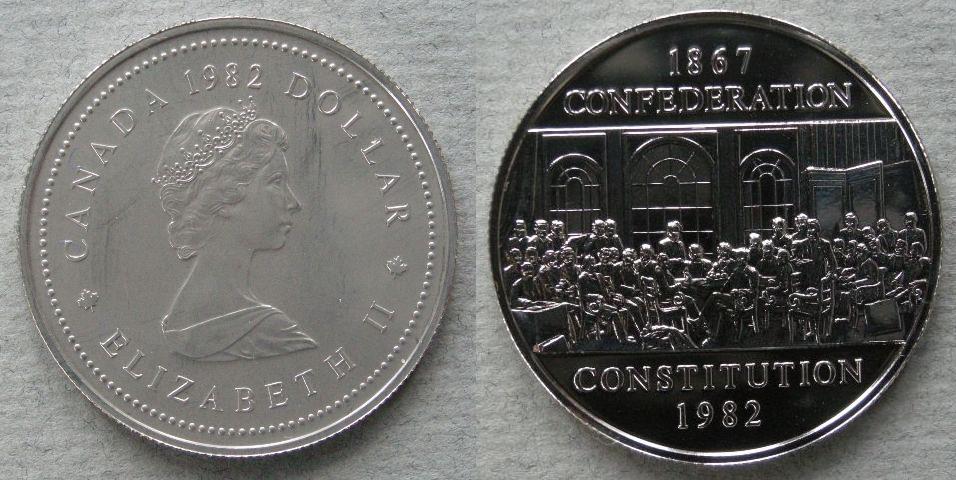 CANADA 1982 DOLLAR
ELIZABETH II
1867
CONFEDERATION
CONSTITUTION
1982